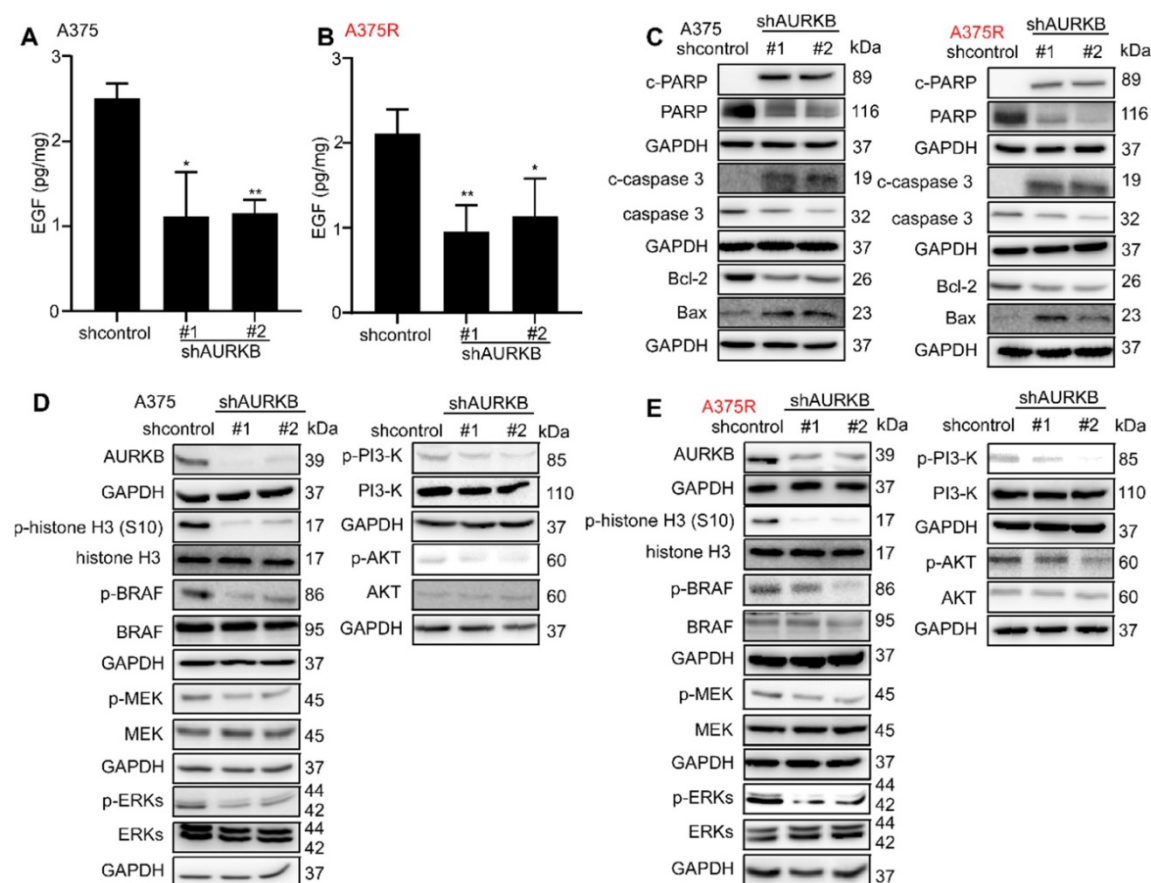 A A375
EGF (pg/mg)
3
2
1
0
*
**
shcontrol #1 #2
shAURKB
B A375R
EGF (pg/mg)
3
2
1
0
**
*
shcontrol #1 #2
shAURKB
C A375 shAURKB
shcontrol #1 #2 kDa
c-PARP 89
PARP 116
GAPDH 37
c-caspase 3 19
caspase 3 32
GAPDH 37
Bcl-2 26
Bax 23
GAPDH 37
A375R shAURKB
shcontrol #1 #2 kDa
c-PARP 89
PARP 116
GAPDH 37
c-caspase 3 19
caspase 3 32
GAPDH 37
Bcl-2 26
Bax 23
GAPDH 37
D A375 shAURKB
shcontrol #1 #2 kDa
AURKB 39
GAPDH 37
p-histone H3 (S10) 17
histone H3 17
p-BRAF 86
BRAF 95
GAPDH 37
p-MEK 45
MEK 45
GAPDH 37
p-ERKs 44
42
ERKs 44
42
GAPDH 37
shAURKB
shcontrol #1 #2 kDa
p-PI3-K 85
PI3-K 110
GAPDH 37
p-AKT 60
AKT 60
GAPDH 37
E A375R shAURKB
shcontrol #1 #2 kDa
AURKB 39
GAPDH 37
p-histone H3 (S10) 17
histone H3 17
p-BRAF 86
BRAF 95
GAPDH 37
p-MEK 45
MEK 45
GAPDH 37
p-ERKs 44
42
ERKs 44
42
GAPDH 37
shAURKB
shcontrol #1 #2 kDa
p-PI3-K 85
PI3-K 110
GAPDH 37
p-AKT 60
AKT 60
GAPDH 37